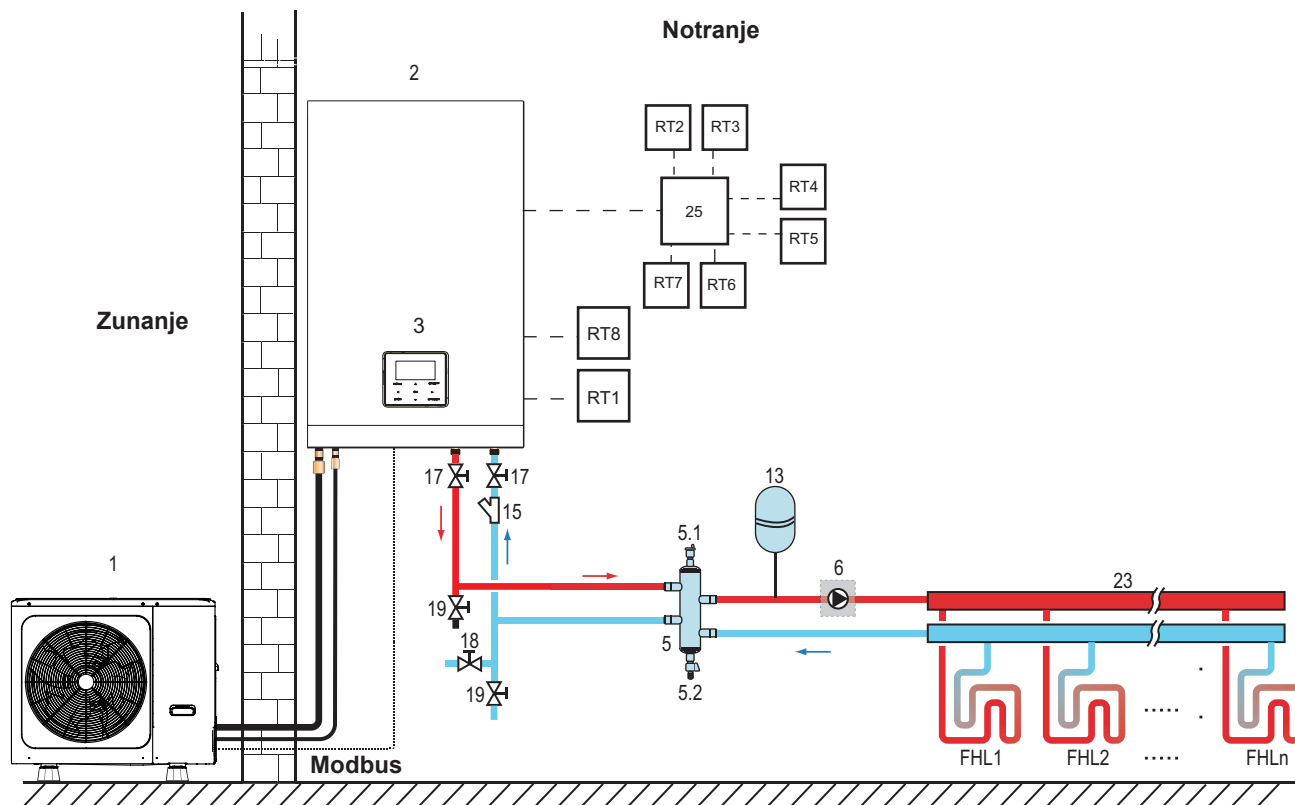 Notranje
2
RT2
RT3
RT4
25
RT5
RT7
RT6
Zunanje
3
RT8
RT1
17
17
13
15
5.1
1
6
23
19
18
5
19
5.2
.....
.
FHL1
FHL2
.....
FHLn
Modbus